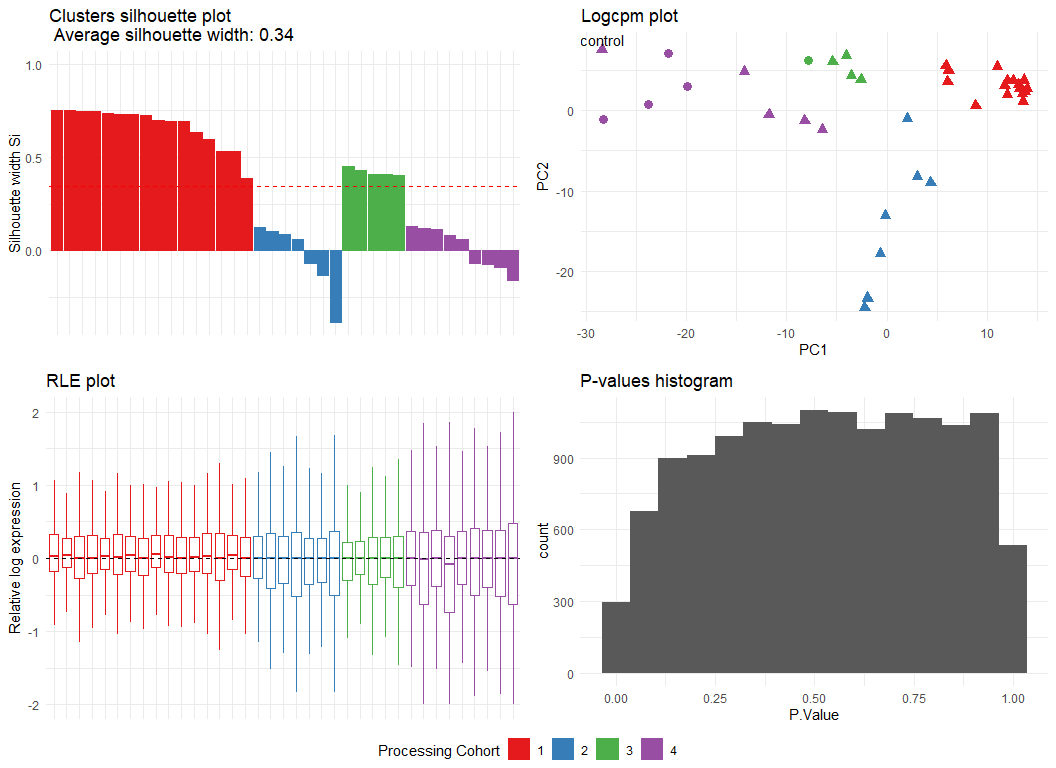 Clusters silhouette plot
Average silhouette width: 0.34
Silhouette width Si
1.0
0.5
0.0
Logcpm plot
control
PC2
0
-10
-20
-30
-20
-10
0
10
PC1
RLE plot
Relative log expression
2
1
0
-1
-2
P-values histogram
count
900
600
300
0
0.00
0.25
0.50
0.75
1.00
P.Value
Processing Cohort 1 2 3 4